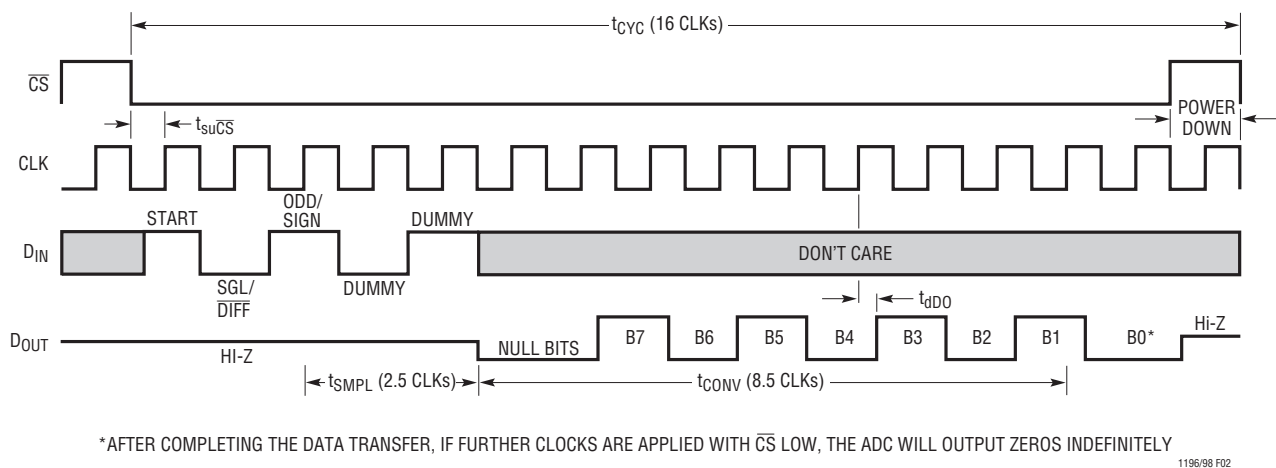 tCYC (16 CLKs)
CS
POWER
DOWN
tsuCS
CLK
START
ODD/
SIGN
DUMMY
DIN
DON'T CARE
SGL/
DIFF
DUMMY
tdDO
DOUT
HI-Z
NULL BITS
B7
B6
B5
B4
B3
B2
B1
B0*
Hi-Z
tSMPL (2.5 CLKs)
tCONV (8.5 CLKs)
*AFTER COMPLETING THE DATA TRANSFER, IF FURTHER CLOCKS ARE APPLIED WITH CS LOW, THE ADC WILL OUTPUT ZEROS INDEFINITELY
1196/98 F02